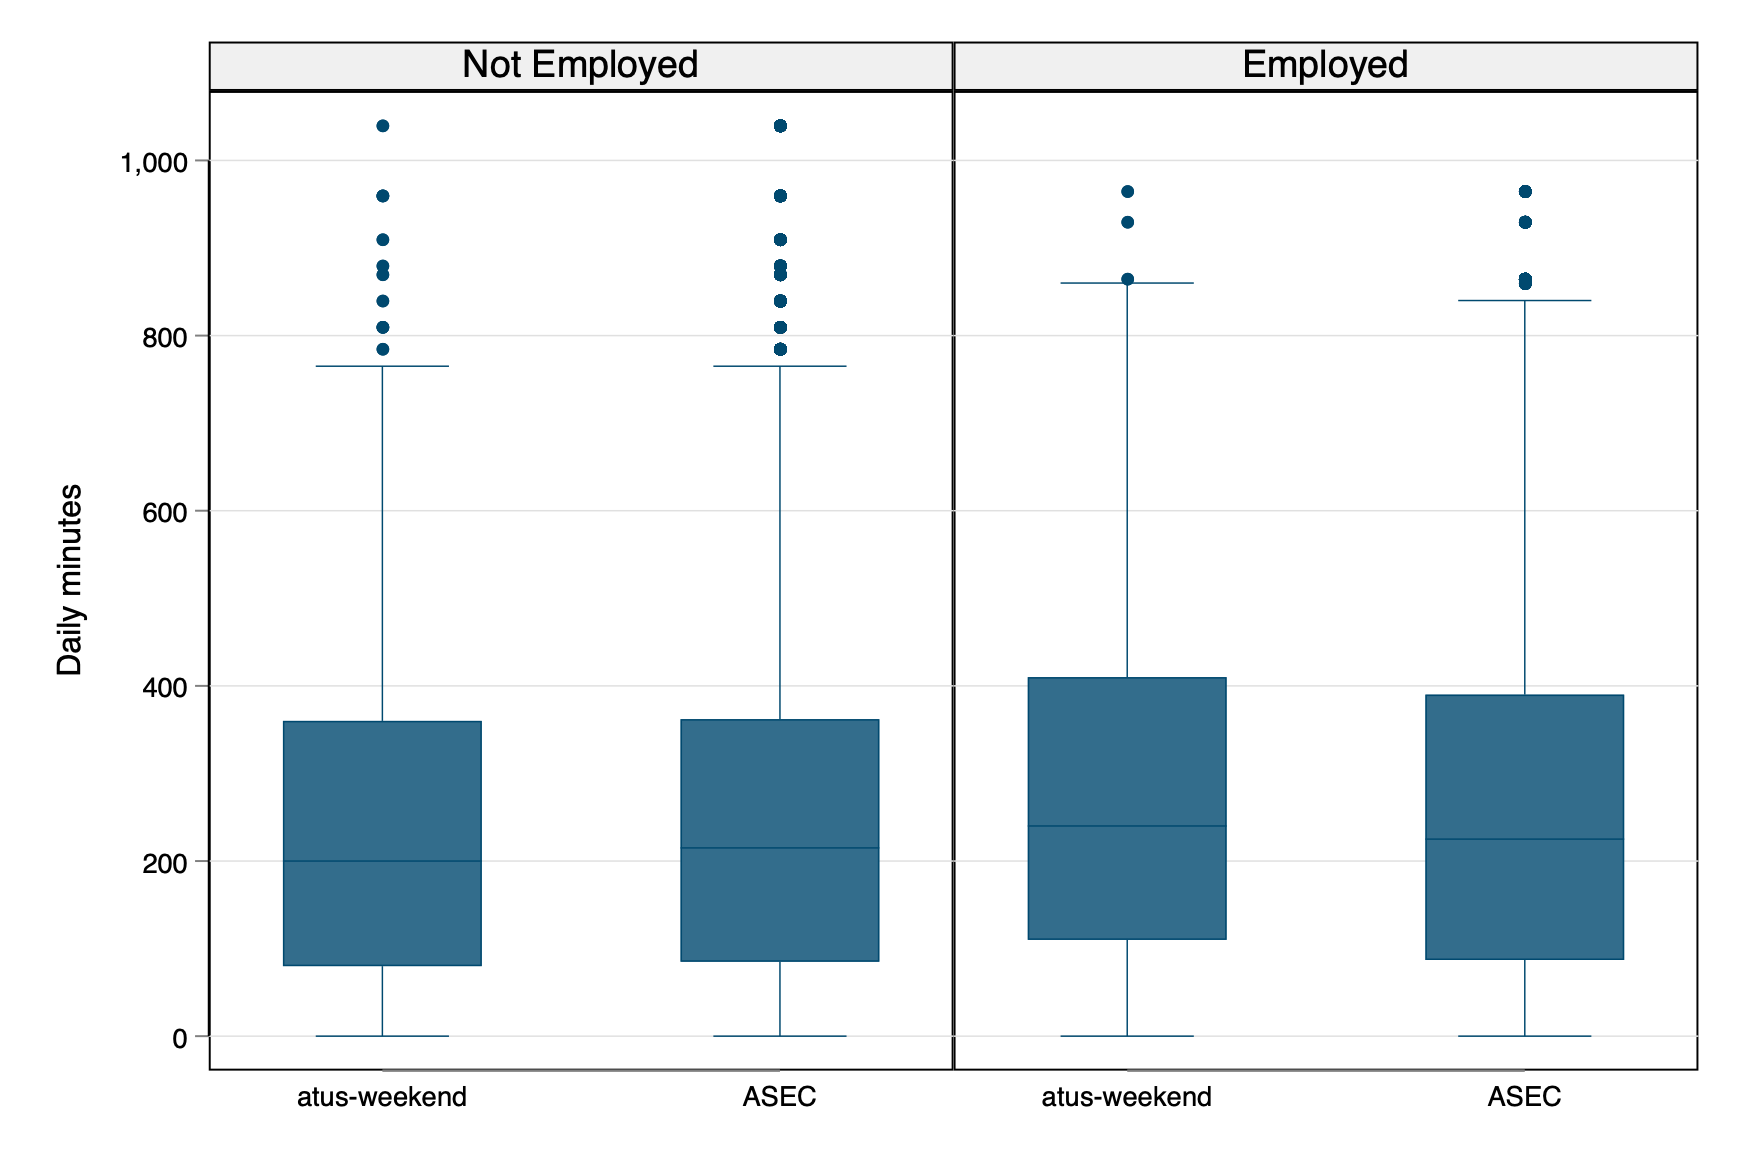 Not Employed
Employed
1,000
800
600
400
200
0
Daily minutes
atus-weekend
ASEC
atus-weekend
ASEC